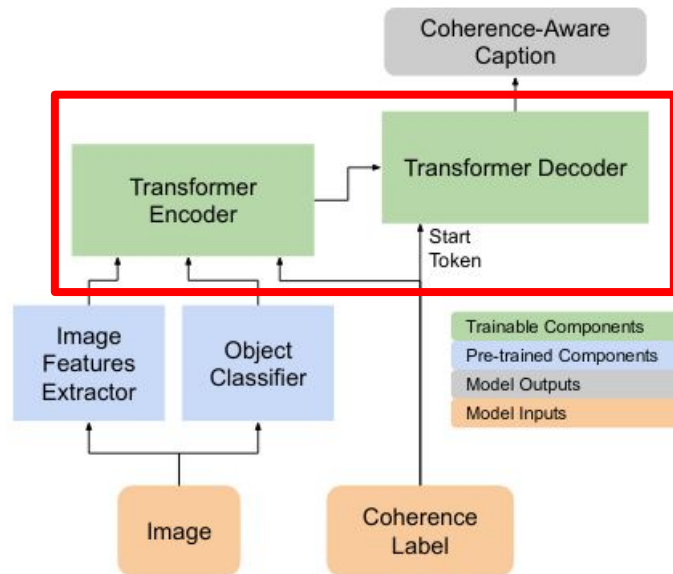 Coherence-Aware
Caption
Transformer
Encoder
Transformer Decoder
Start
Token
Image
Features
Extractor
Object
Classifier
Trainable Components
Pre-trained Components
Model Outputs
Model Inputs
Image
Coherence
Label